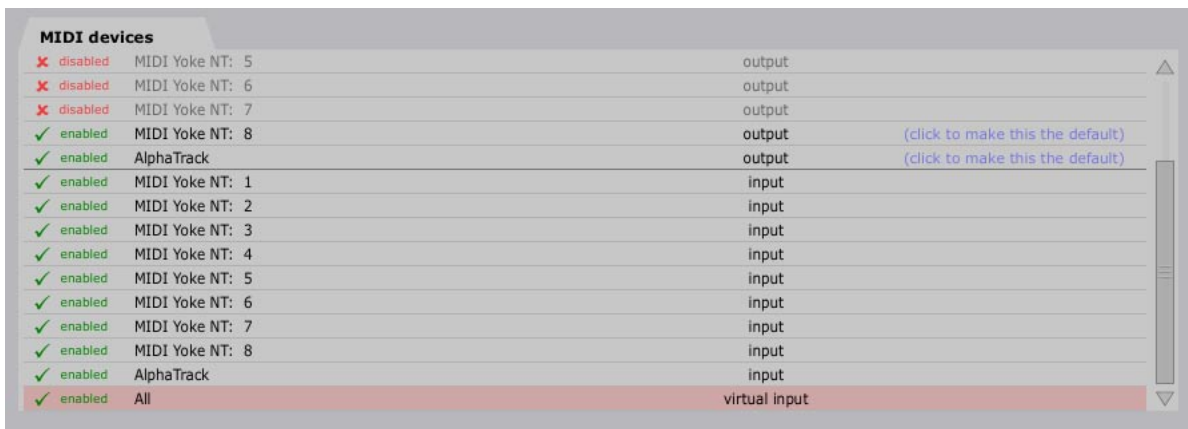 MIDI devices
disabled MIDI Yoke NT: 5 output
disabled MIDI Yoke NT: 6 output
disabled MIDI Yoke NT: 7 output
enabled MIDI Yoke NT: 8 output (click to make this the default)
enabled AlphaTrack output (click to make this the default)
enabled MIDI Yoke NT: 1 input
enabled MIDI Yoke NT: 2 input
enabled MIDI Yoke NT: 3 input
enabled MIDI Yoke NT: 4 input
enabled MIDI Yoke NT: 5 input
enabled MIDI Yoke NT: 6 input
enabled MIDI Yoke NT: 7 input
enabled MIDI Yoke NT: 8 input
enabled AlphaTrack input
enabled All virtual input